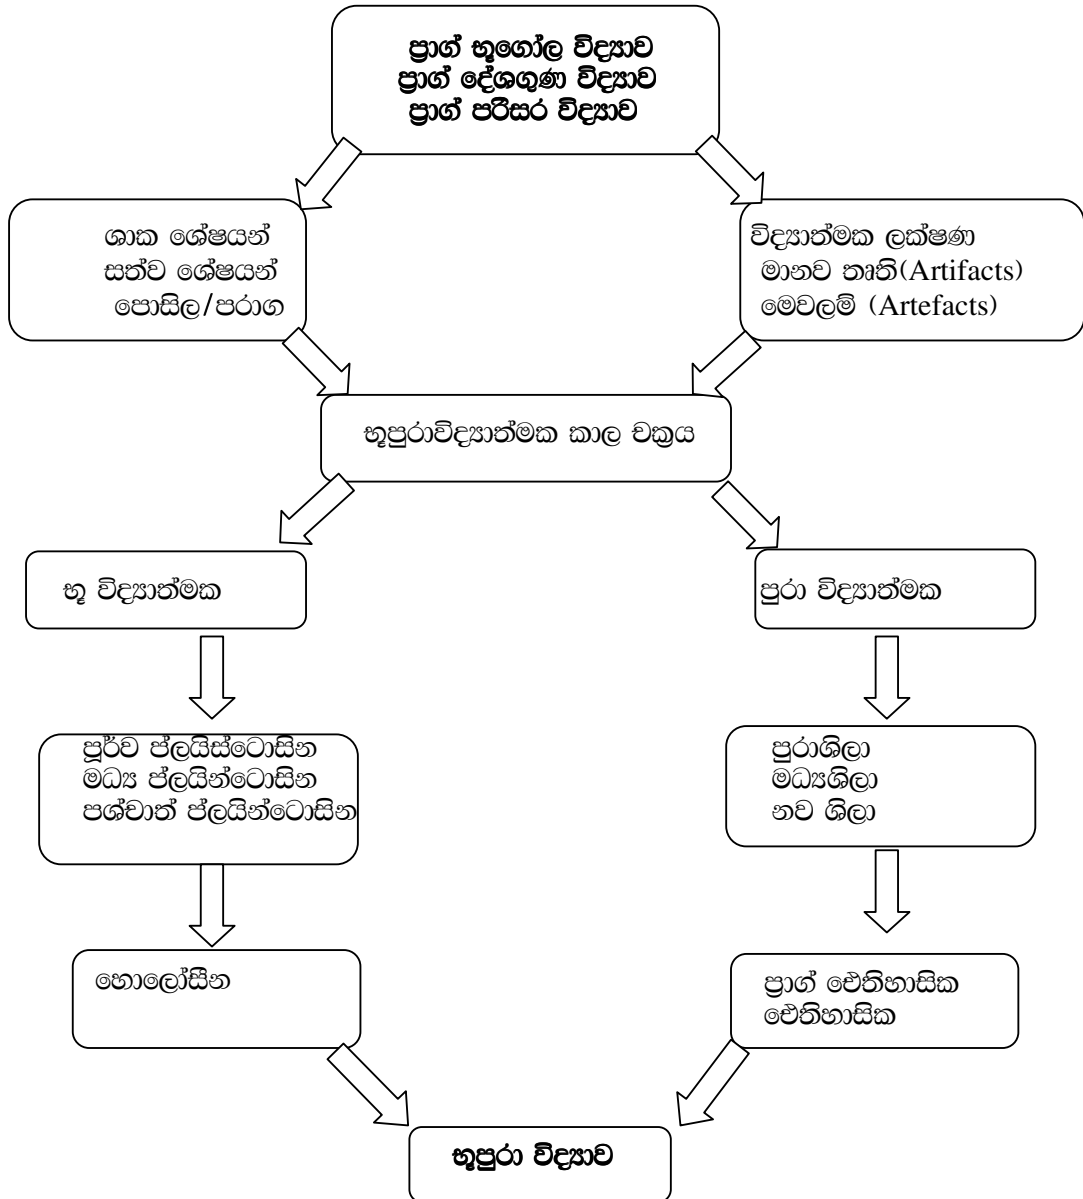 ප්‍රාග් භූගෝල විද්‍යාව
ප්‍රාග් දේශගුණ විද්‍යාව
ප්‍රාග් පරිසර විද්‍යාව
ශාක ශේෂයන්
සත්ව ශේෂයන්
පොසිල/පරාග
විද්‍යාත්මක ලක්ෂණ
මානව තෘති(Artifacts)
මෙවලම් (Artefacts)
භූපුරාවිද්‍යාත්මක කාල චක්‍රය
භූ විද්‍යාත්මක
පුරා විද්‍යාත්මක
පූර්ව ප්ලයිස්ටොසින
මධ්‍ය ප්ලයින්ටොසින
පශ්චාත් ප්ලයින්ටොසින
පුරාශිලා
මධ්‍යශිලා
නව ශිලා
හොලෝසීන
ප්‍රාග් ඓතිහාසික
ඓතිහාසික
භූපුරා විද්‍යාව